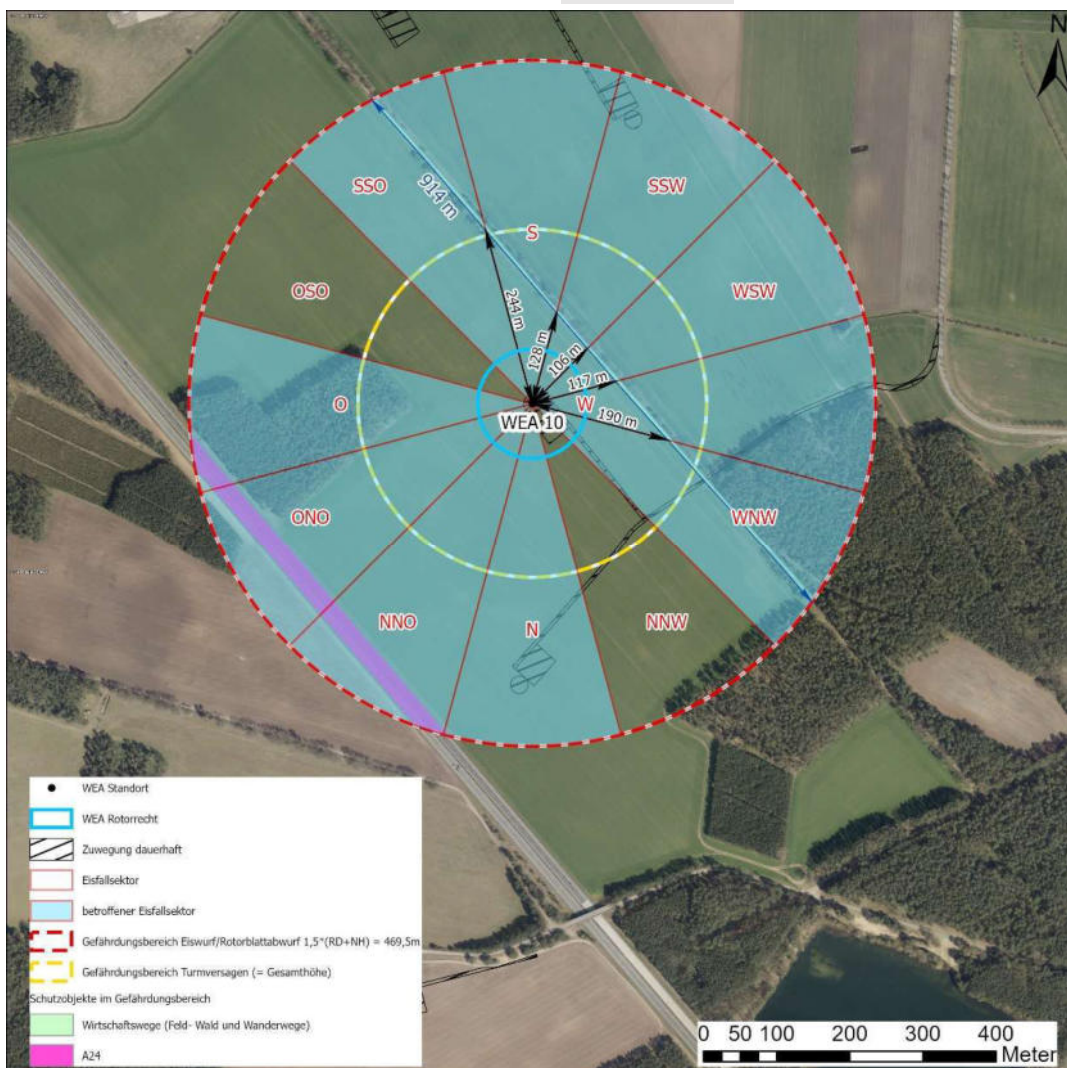 N
SSO
914 m
S
SSW
OSO
244 m
128 m
106 m
117 m
WSW
O
W
190 m
WEA 10
ONO
WNW
NNO
N
NNW
WEA Standort
WEA Rotorrecht
Zuwegung dauerhaft
Eisfallsektor
betroffener Eisfallsektor
Gefährdungsbereich Eiswurf/Rotorblattabwurf 1,5*(RD+NH) = 469,5m
Gefährdungsbereich Turmversagen (= Gesamthöhe)
Schutzobjekte im Gefährdungsbereich
Wirtschaftswege (Feld- Wald und Wanderwege)
A24
0 50 100 200 300 400
Meter